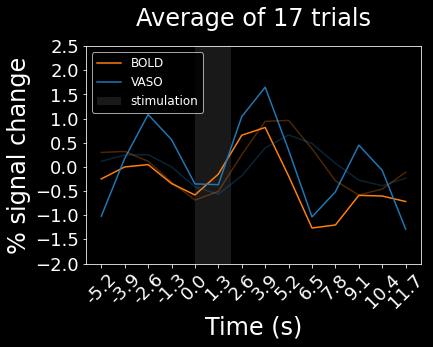 Average of 17 trials
% signal change
2.5
2.0
1.5
1.0
0.5
0.0
-0.5
-1.0
-1.5
-2.0
BOLD
VASO
stimulation
-5.2 -3.9 -2.6 -1.3 0.0 1.3 2.6 3.9 5.2 6.5 7.8 9.1 10.4 11.7
Time (s)